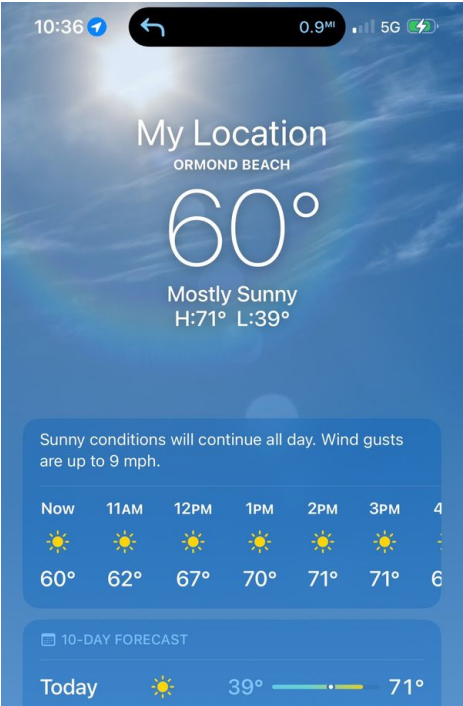 10:36
0.9MI
5G
My Location
ORMOND BEACH
60°
Mostly Sunny
H:71° L:39°
Sunny conditions will continue all day. Wind gusts
are up to 9 mph.
Now 11AM 12PM 1PM 2PM 3PM 4
60° 62° 67° 70° 71° 71° 6
10-DAY FORECAST
Today 39° 71°